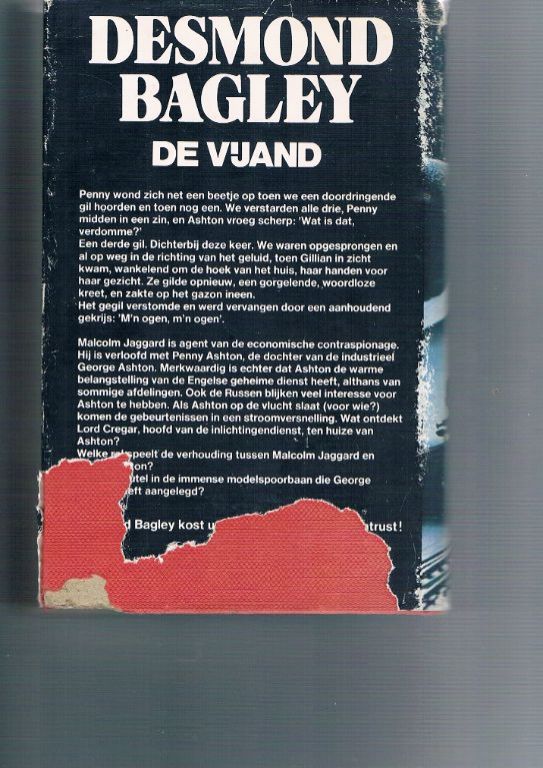 DESMOND
BAGLEY
DE VIJAND
Penny wond zich net een beetje op toen we een doordringende
gil hoorden en toen nog een. We verstarden alle drie, Penny
midden in een zin, en Ashton vroeg scherp: 'Wat is dat,
verdomme?'
Een derde gil. Dichterbij deze keer. We waren opgesprongen en
al op weg in de richting van het geluid, toen Gillian in zicht
kwam, wankelend om de hoek van het huis, haar handen voor
haar gezicht. Ze gilde opnieuw, een gorgelende, woordloze
kreet, en zakte op het gazon ineen.
Het gegil verstomde en werd vervangen door een aanhoudend
gekrijs: 'M'n ogen, m'n ogen'.
Malcolm Jaggard is agent van de economische contraspionage.
Hij is verloofd met Penny Ashton, de dochter van de industrieel
George Ashton. Merkwaardig is echter dat Ashton de warme
belangstelling van de Engelse geheime dienst heeft, althans van
sommige afdelingen. Ook de Russen blijken veel interesse voor
Ashton te hebben. Als Ashton op de vlucht slaat (voor wie?)
komen de gebeurtenissen in een stroomversnelling. Wat ontdekt
Lord Cregar, hoofd van de inlichtingendienst, ten huize van
Ashton?
Welke speelt de verhouding tussen Malcolm Jaggard en
on?
utel in de immense modelspoorbaan die George
eft aangelegd?
d Bagley kost u ntrust!